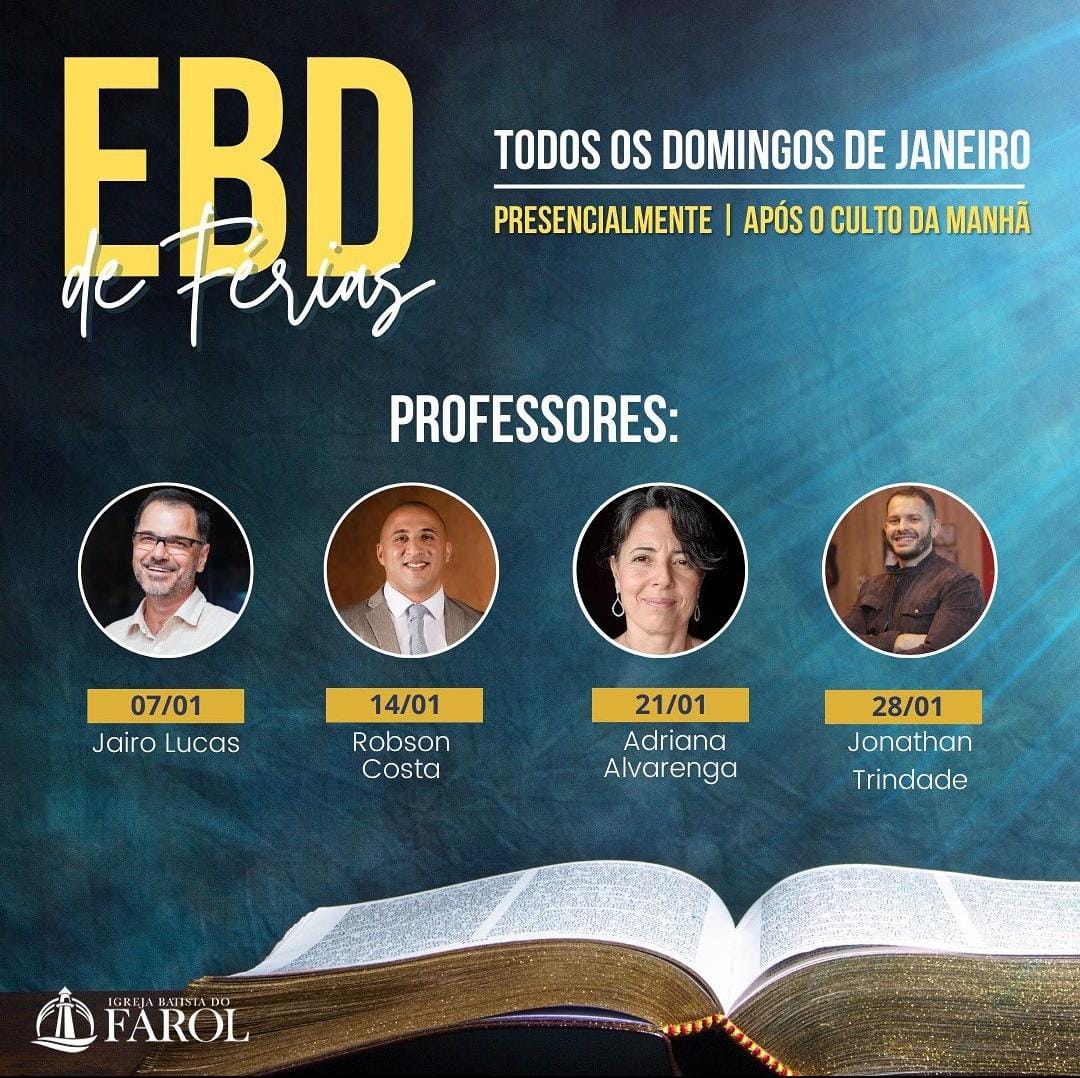 EBD
de Férias
TODOS OS DOMINGOS DE JANEIRO
PRESENCIALMENTE | APÓS O CULTO DA MANHÃ
PROFESSORES:
07/01
Jairo Lucas
14/01
Robson
Costa
21/01
Adriana
Alvarenga
28/01
Jonathan
Trindade
IGREJA BATISTA DO
FAROL